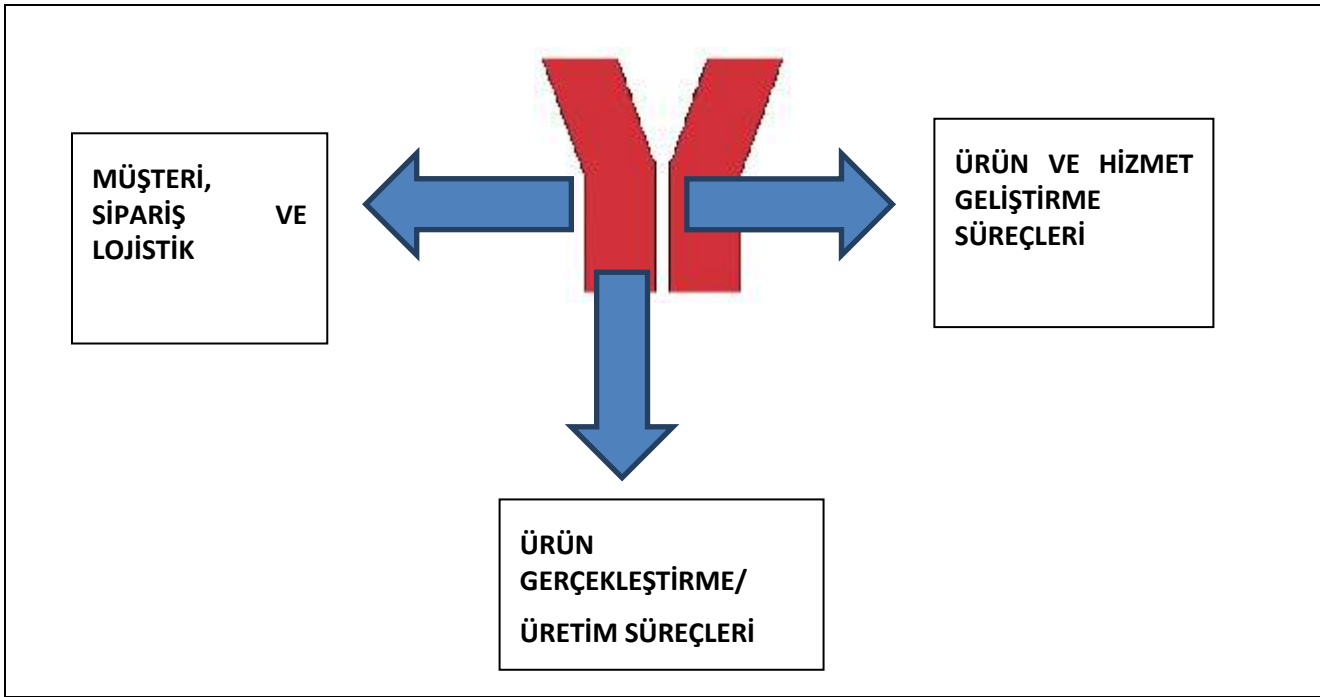 MÜŞTERİ,
SİPARİŞ VE
LOJİSTİK
ÜRÜN VE HİZMET
GELİŞTİRME
SÜREÇLERİ
ÜRÜN
GERÇEKLEŞTİRME/
ÜRETİM SÜREÇLERİ